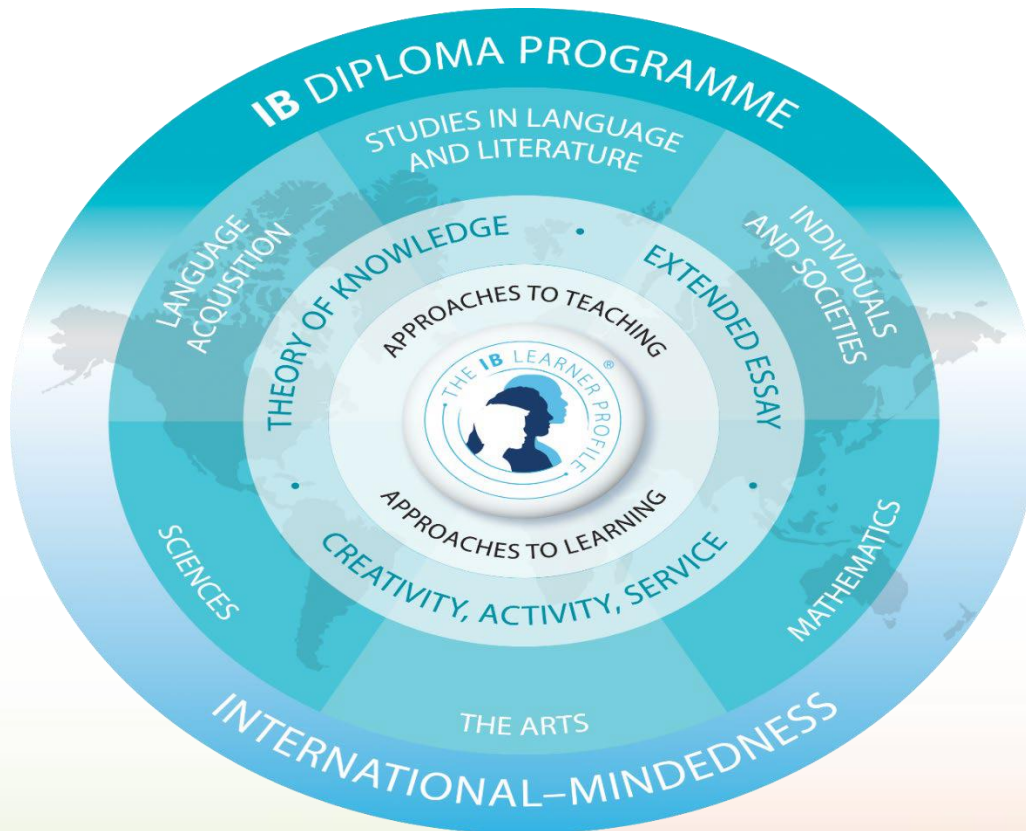 IB DIPLOMA PROGRAMME
STUDIES IN LANGUAGE
AND LITERATURE
LANGUAGE
ACQUISITION
INDIVIDUALS
AND SOCIETIES
THEORY OF KNOWLEDGE
•
EXTENDED ESSAY
APPROACHES TO TEACHING
• THE IB LEARNER PROFILE •
®
APPROACHES TO LEARNING
•
CREATIVITY, ACTIVITY, SERVICE
•
SCIENCES
MATHEMATICS
THE ARTS
INTERNATIONAL–MINDEDNESS